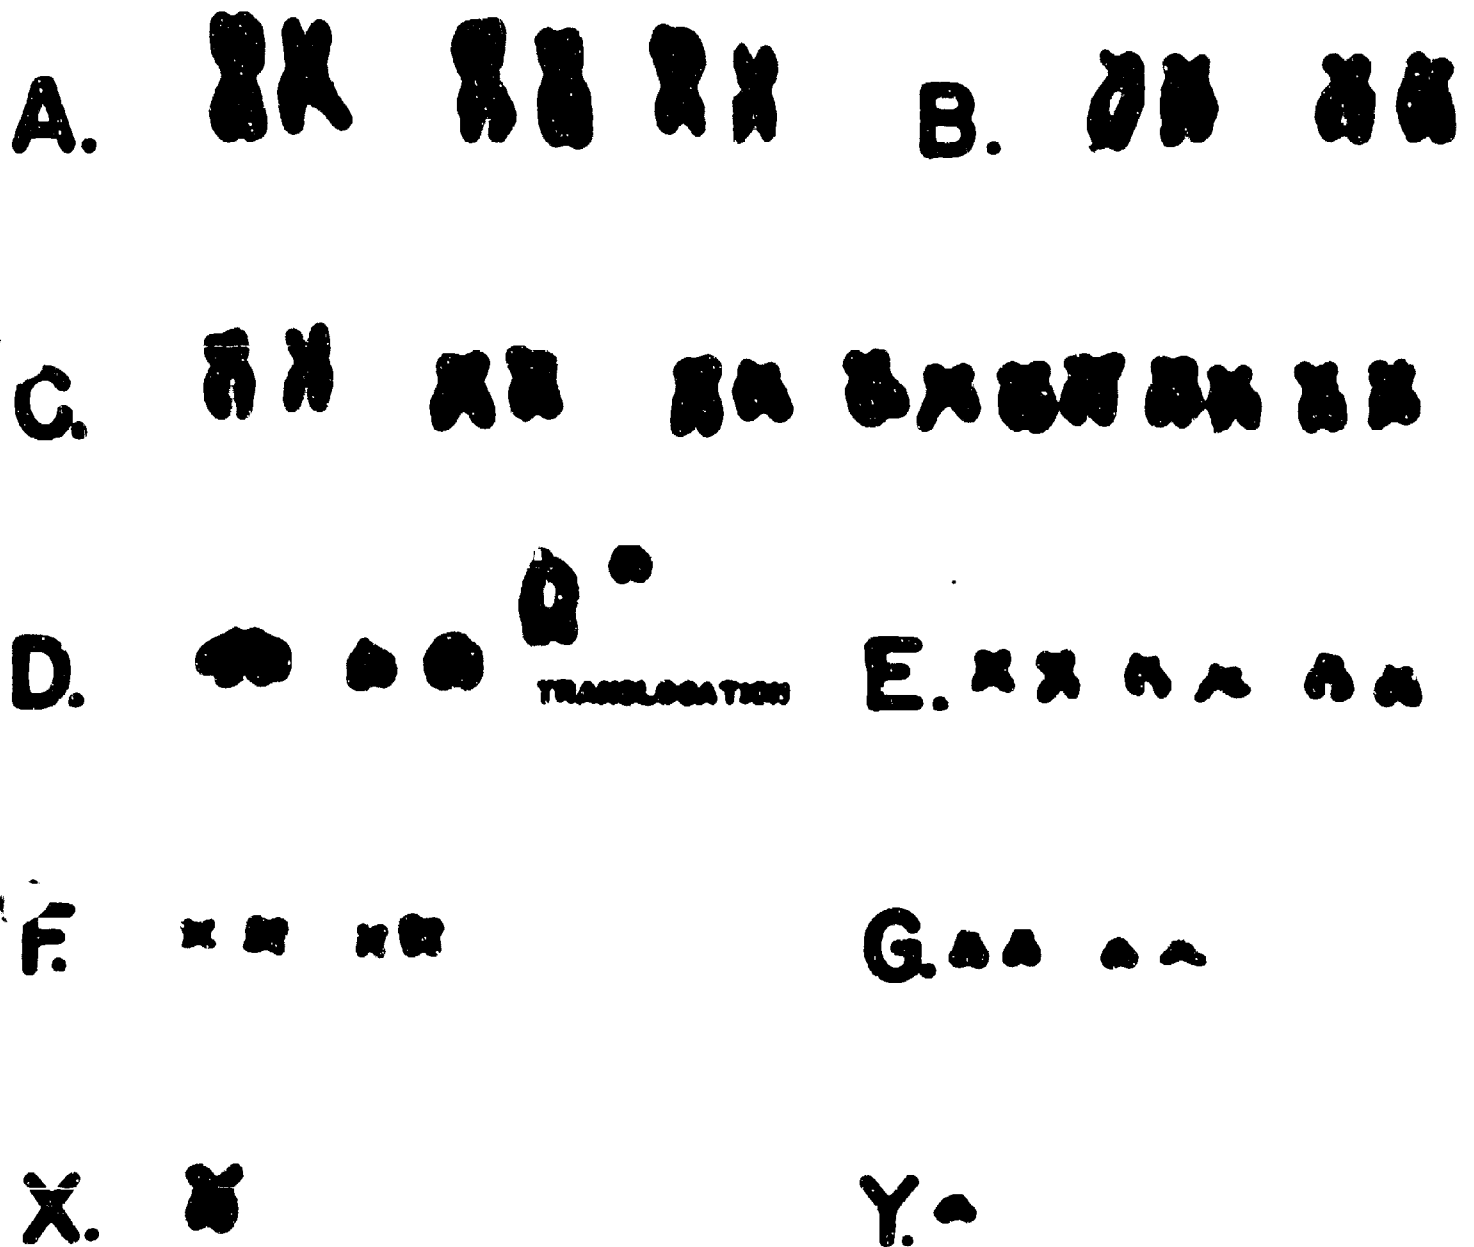 A. B.
C.
D. TRANSLOCATION E.
F. G.
X. Y.